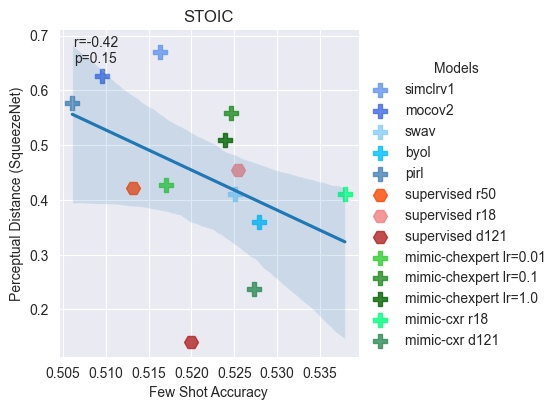 STOIC
r=-0.42
p=0.15
Perceptual Distance (SqueezeNet)
0.7
0.6
0.5
0.4
0.3
0.2
0.505 0.510 0.515 0.520 0.525 0.530 0.535
Few Shot Accuracy
Models
simclrv1
mocov2
swav
byol
pirl
supervised r50
supervised r18
supervised d121
mimic-chexpert lr=0.01
mimic-chexpert lr=0.1
mimic-chexpert lr=1.0
mimic-cxr r18
mimic-cxr d121